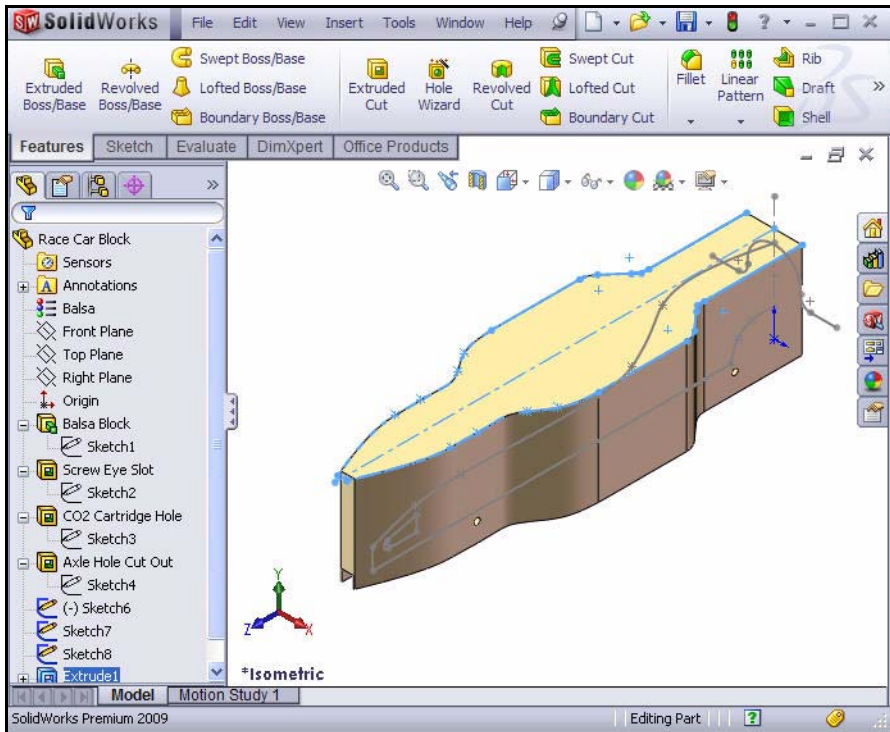 SolidWorks File Edit View Insert Tools Window Help
Extruded Boss/Base
Revolved Boss/Base
Swept Boss/Base
Lofted Boss/Base
Boundary Boss/Base
Extruded Cut
Hole Wizard
Revolved Cut
Swept Cut
Lofted Cut
Boundary Cut
Fillet
Linear Pattern
Rib
Draft
Shell
Features Sketch Evaluate DimXpert Office Products
Race Car Block
Sensors
Annotations
Balsa
Front Plane
Top Plane
Right Plane
Origin
Balsa Block
Sketch1
Screw Eye Slot
Sketch2
CO2 Cartridge Hole
Sketch3
Axle Hole Cut Out
Sketch4
(-) Sketch6
Sketch7
Sketch8
Extrude1
Y
Z
X
*Isometric
Model Motion Study 1
SolidWorks Premium 2009 Editing Part